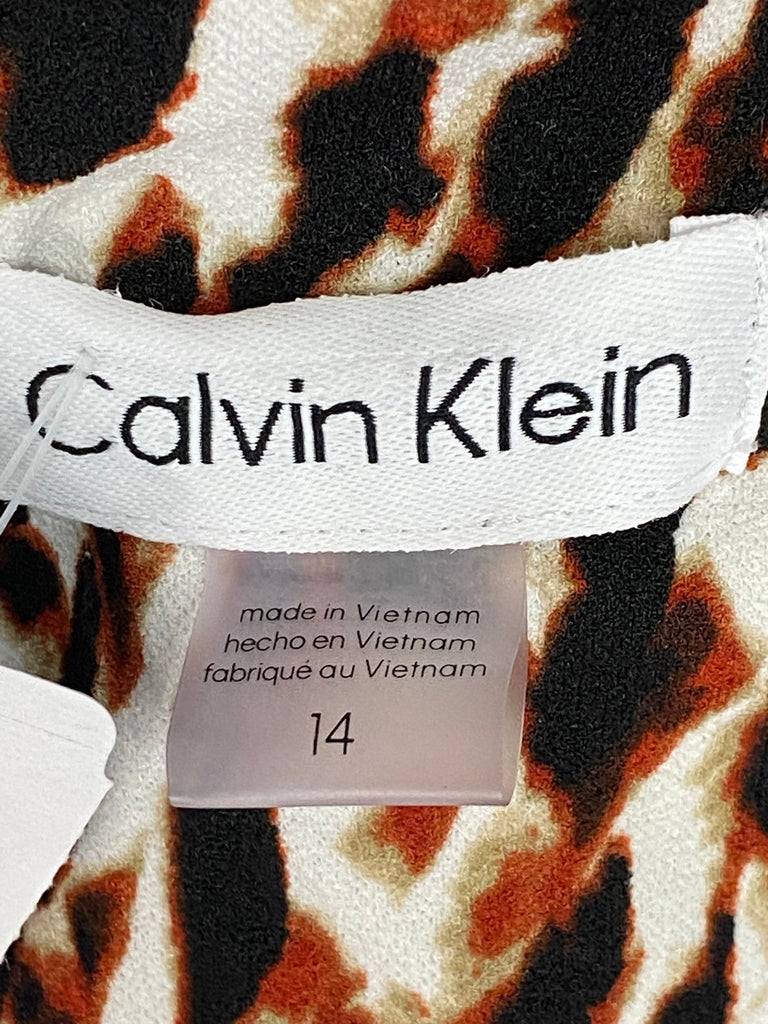 Calvin Klein
made in Vietnam
hecho en Vietnam
fabriqué au Vietnam
14